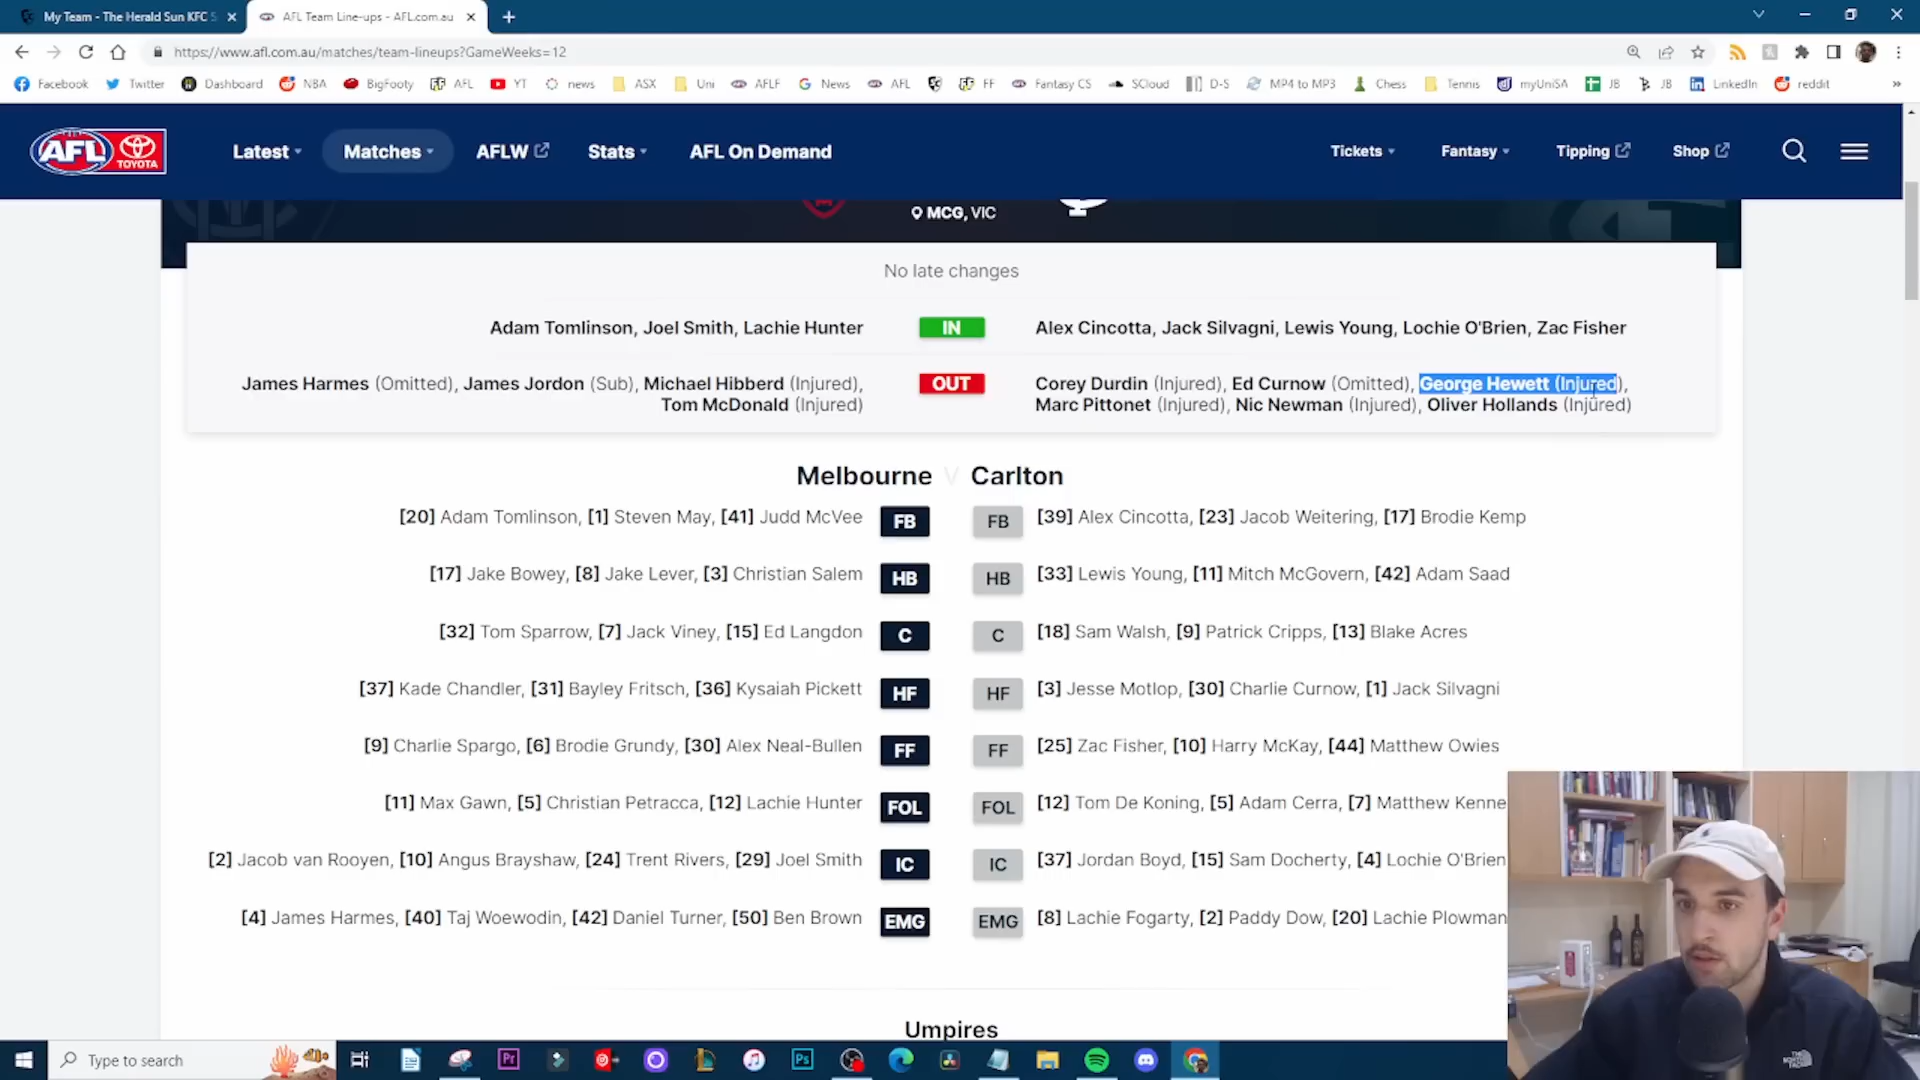 My Team - The Herald Sun KFC S
AFL Team Line-ups - AFL.com.au
https://www.afl.com.au/matches/team-lineups?GameWeeks=12
Facebook Twitter Dashboard NBA BigFooty AFL YT news ASX Uni AFLF News AFL FF Fantasy CS SCloud D-S MP4 to MP3 Chess Tennis myUniSA JB JB LinkedIn reddit
AFL TOYOTA Latest Matches AFLW Stats AFL On Demand Tickets Fantasy Tipping Shop
MCG, VIC
No late changes
Adam Tomlinson, Joel Smith, Lachie Hunter IN Alex Cincotta, Jack Silvagni, Lewis Young, Lochie O'Brien, Zac Fisher
James Harmes (Omitted), James Jordon (Sub), Michael Hibberd (Injured), OUT Corey Durdin (Injured), Ed Curnow (Omitted), George Hewett (Injured),
Tom McDonald (Injured) Marc Pittonet (Injured), Nic Newman (Injured), Oliver Hollands (Injured)
Melbourne V Carlton
[20] Adam Tomlinson, [1] Steven May, [41] Judd McVee FB FB [39] Alex Cincotta, [23] Jacob Weitering, [17] Brodie Kemp
[17] Jake Bowey, [8] Jake Lever, [3] Christian Salem HB HB [33] Lewis Young, [11] Mitch McGovern, [42] Adam Saad
[32] Tom Sparrow, [7] Jack Viney, [15] Ed Langdon C C [18] Sam Walsh, [9] Patrick Cripps, [13] Blake Acres
[37] Kade Chandler, [31] Bayley Fritsch, [36] Kysaiah Pickett HF HF [3] Jesse Motlop, [30] Charlie Curnow, [1] Jack Silvagni
[9] Charlie Spargo, [6] Brodie Grundy, [30] Alex Neal-Bullen FF FF [25] Zac Fisher, [10] Harry McKay, [44] Matthew Owies
[11] Max Gawn, [5] Christian Petracca, [12] Lachie Hunter FOL FOL [12] Tom De Koning, [5] Adam Cerra, [7] Matthew Kenne
[2] Jacob van Rooyen, [10] Angus Brayshaw, [24] Trent Rivers, [29] Joel Smith IC IC [37] Jordan Boyd, [15] Sam Docherty, [4] Lochie O'Brien
[4] James Harmes, [40] Taj Woewodin, [42] Daniel Turner, [50] Ben Brown EMG EMG [8] Lachie Fogarty, [2] Paddy Dow, [20] Lachie Plowman
Umpires
Type to search